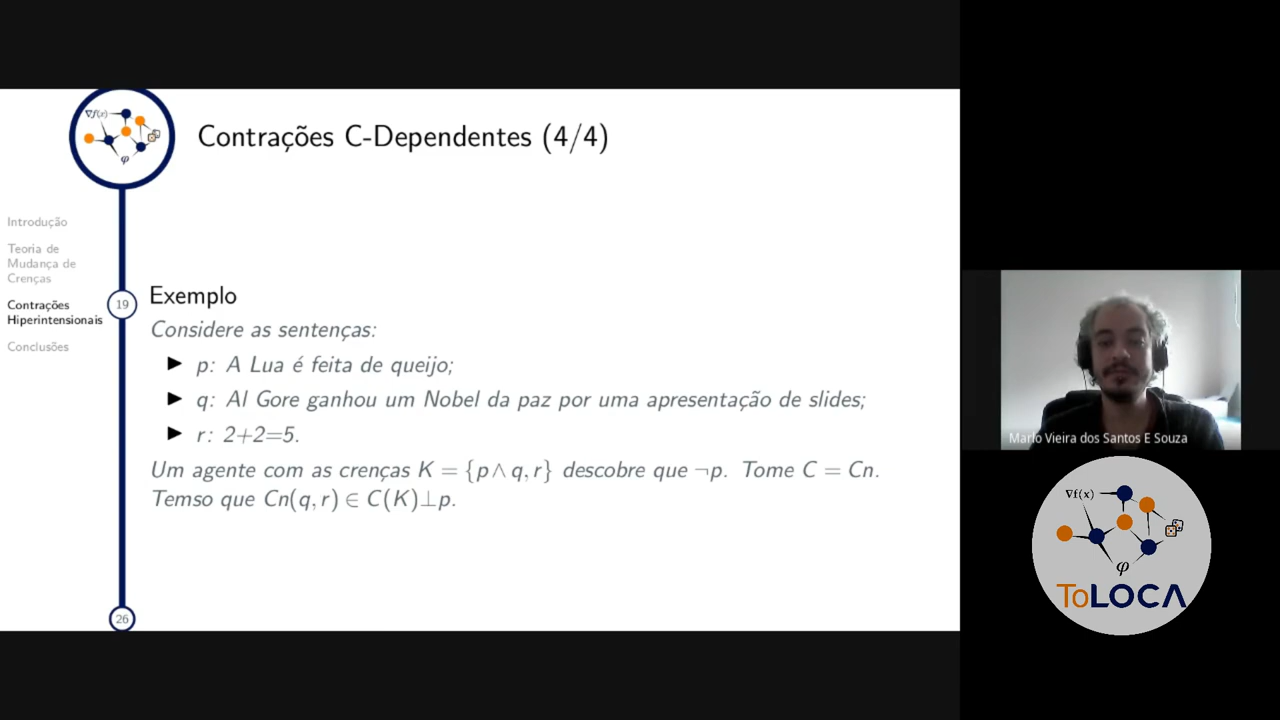 ∇f(x)
φ
Contrações C-Dependentes (4/4)
Introdução
Teoria de
Mudança de
Crenças
Contrações
Hiperintensionais
Conclusões
19
26
Exemplo
Considere as sentenças:
▶ p: A Lua é feita de queijo;
▶ q: Al Gore ganhou um Nobel da paz por uma apresentação de slides;
▶ r: 2+2=5.
Um agente com as crenças K = {p ∧ q, r} descobre que ¬p. Tome C = Cn.
Temso que Cn(q, r) ∈ C(K)⊥p.
Marlo Vieira dos Santos E Souza
∇f(x)
φ
ToLOCA